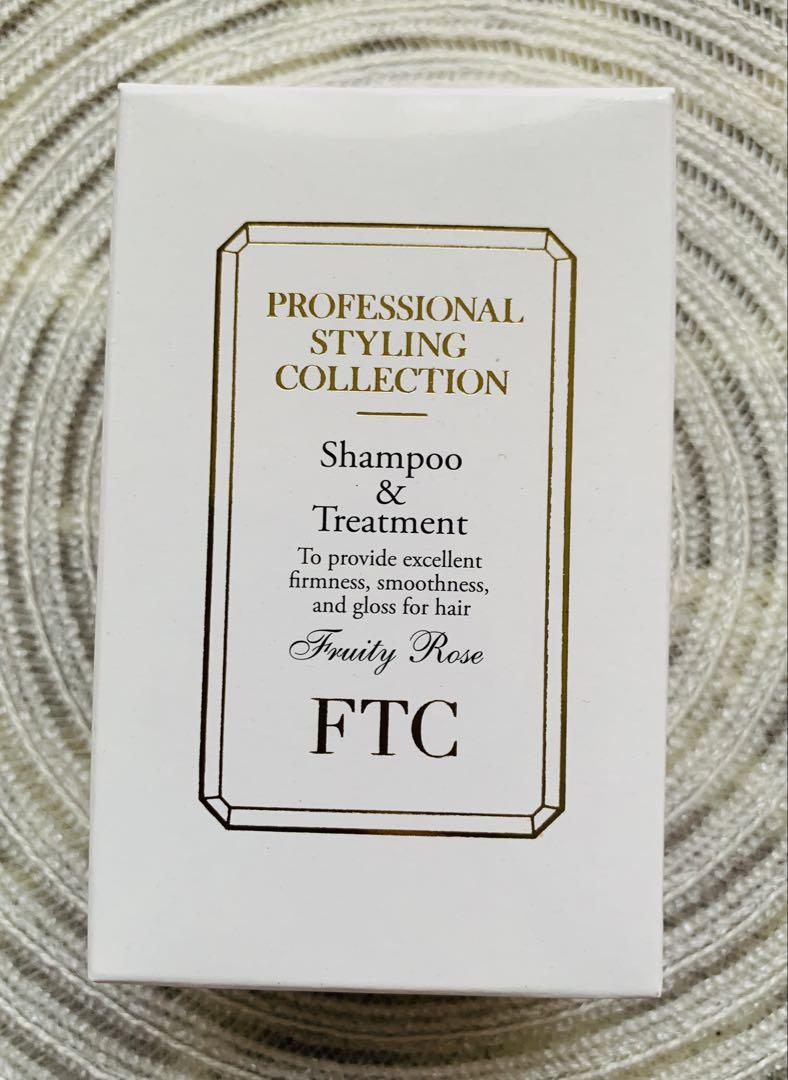 PROFESSIONAL
STYLING
COLLECTION
Shampoo
&
Treatment
To provide excellent
firmness, smoothness,
and gloss for hair
Fruity Rose
FTC